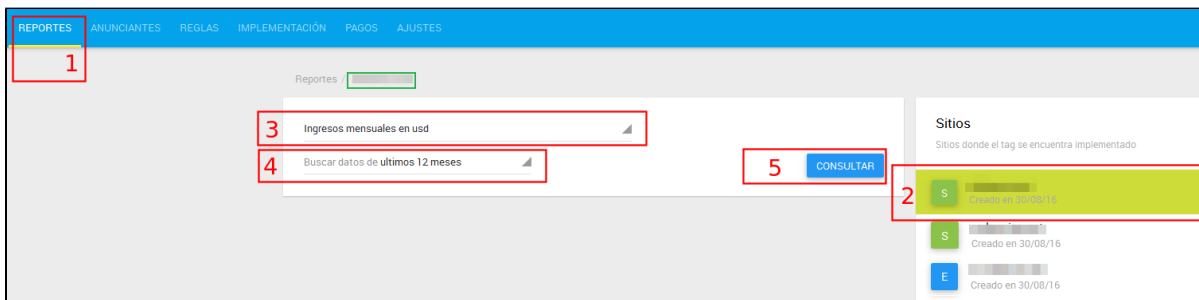 REPORTES ANUNCIANTES REGLAS IMPLEMENTACIÓN PAGOS AJUSTES
1
Reportes /
3 Ingresos mensuales en usd
4 Buscar datos de ultimos 12 meses
5 CONSULTAR
Sitios
Sitios donde el tag se encuentra implementado
2 S
Creado en 30/08/16
S
Creado en 30/08/16
E
Creado en 30/08/16